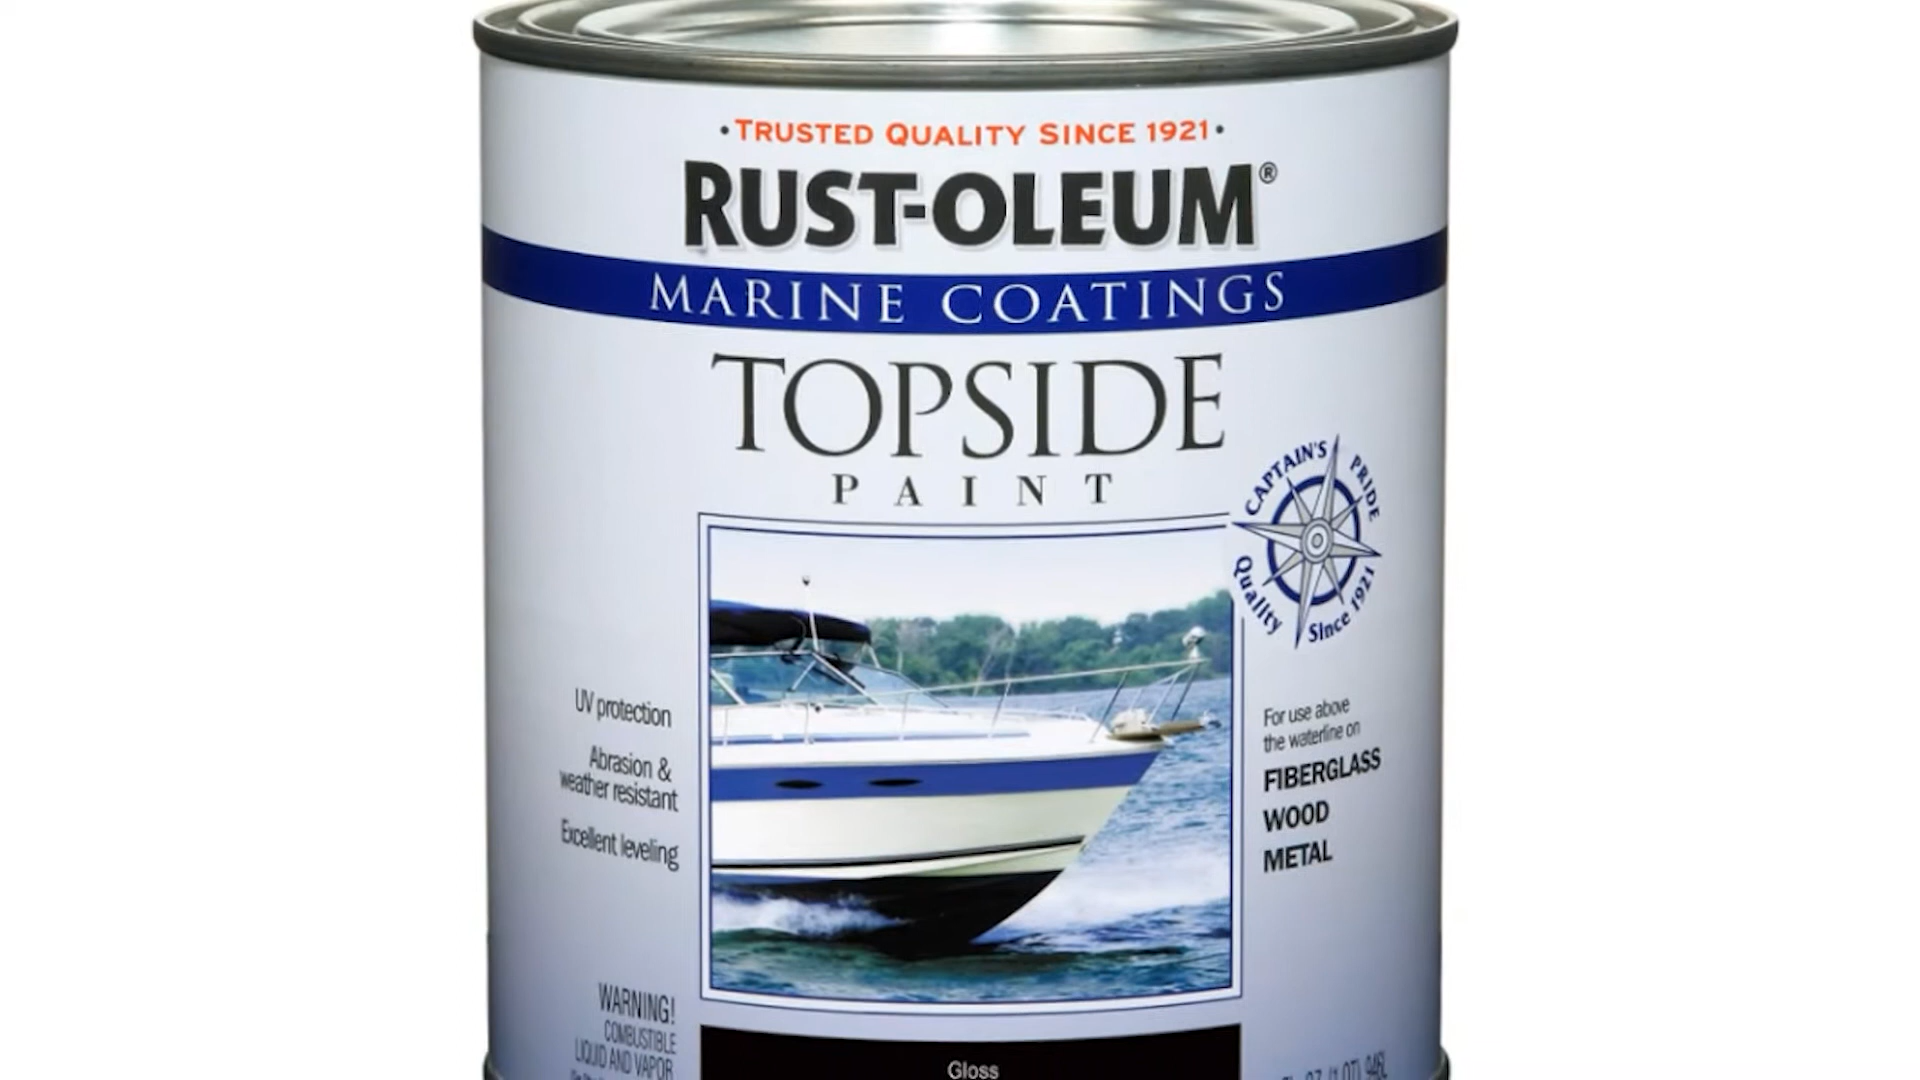 •TRUSTED QUALITY SINCE 1921•
RUST-OLEUM®
MARINE COATINGS
TOPSIDE
PAINT
CAPTAIN'S PRIDE
Quality Since 1921
UV protection
Abrasion &
weather resistant
Excellent leveling
For use above
the waterline on
FIBERGLASS
WOOD
METAL
WARNING!
COMBUSTIBLE
LIQUID AND VAPOR
Gloss